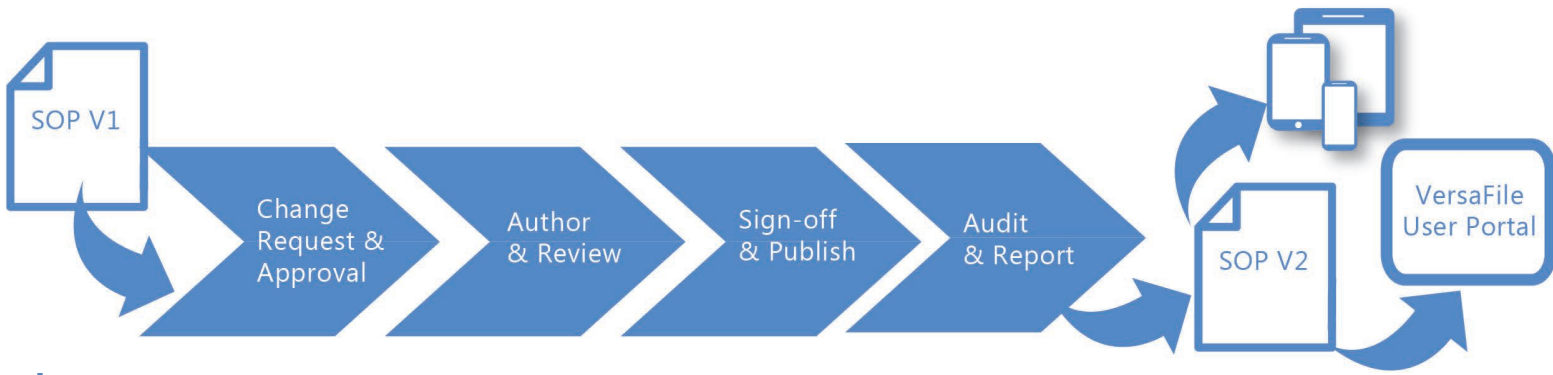 SOP V1
Change
Request &
Approval
Author
& Review
Sign-off
& Publish
Audit
& Report
SOP V2
VersaFile
User Portal